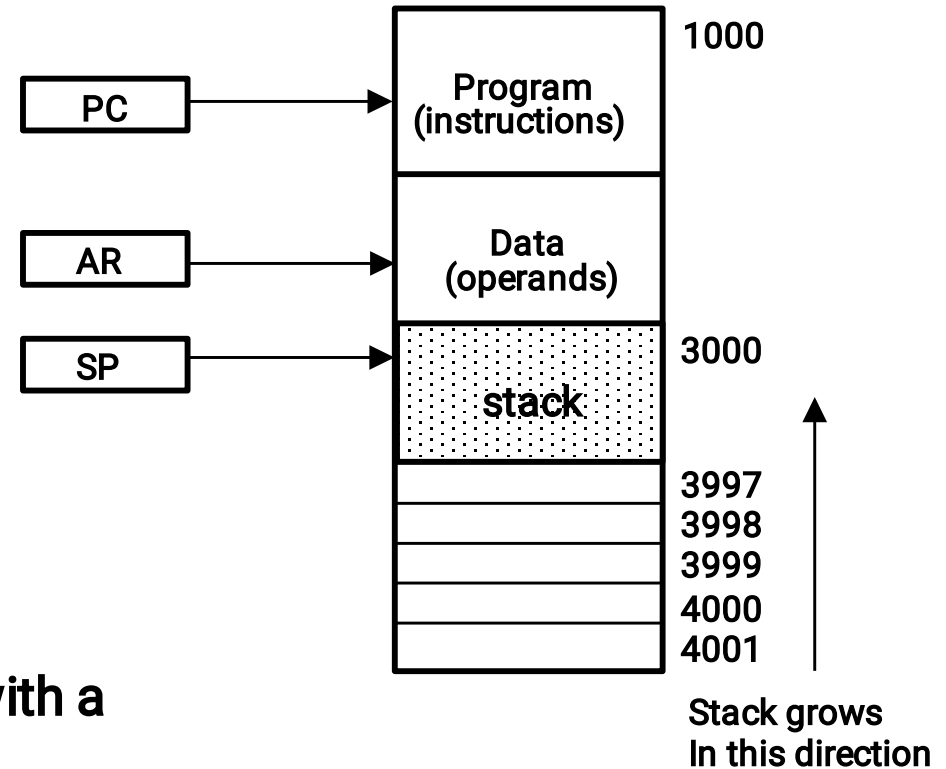 1000
PC
Program
(instructions)
AR
Data
(operands)
SP
3000
stack
3997
3998
3999
4000
4001
with a
Stack grows
In this direction